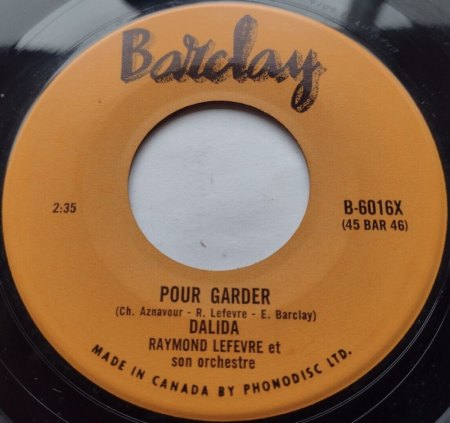 Barclay
2:35
B-6016X
(45 BAR 46)
POUR GARDER
(Ch. Aznavour - R. Lefevre - E. Barclay)
DALIDA
RAYMOND LEFEVRE et
son orchestre
MADE IN CANADA BY PHONODISC LTD.